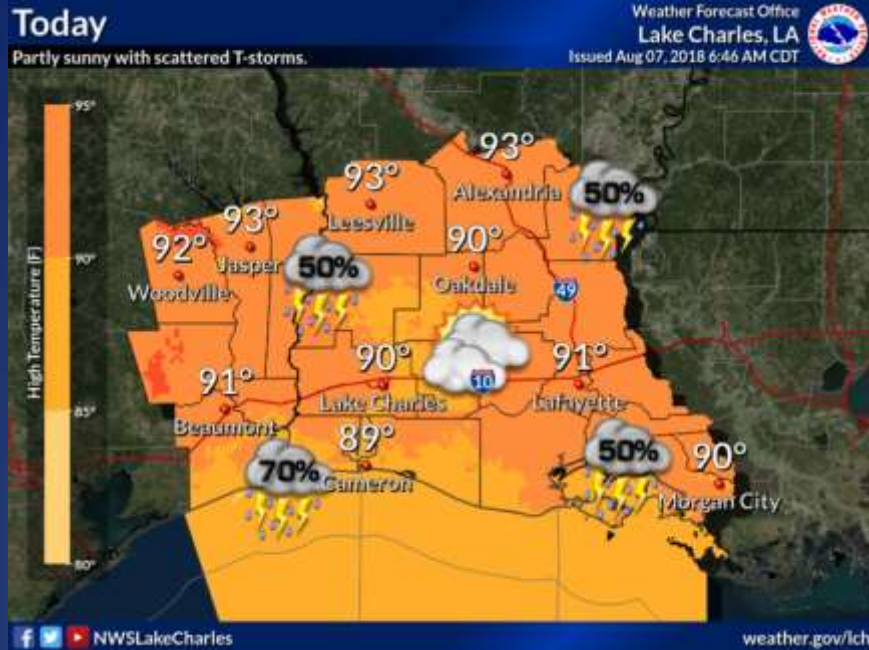 Today
Weather Forecast Office
Lake Charles, LA
Partly sunny with scattered T-storms.
Issued Aug 07, 2018 6:46 AM CDT
95°
90°
85°
80°
High Temperature (F)
93°
Alexandria
50%
93°
Leesville
93°
Jasper
92°
Woodville
50%
90°
Oakdale
49
90°
Lake Charles
10
91°
Lafayette
91°
Beaumont
89°
Cameron
70%
50%
90°
Morgan City
NWSLakeCharles
weather.gov/lch